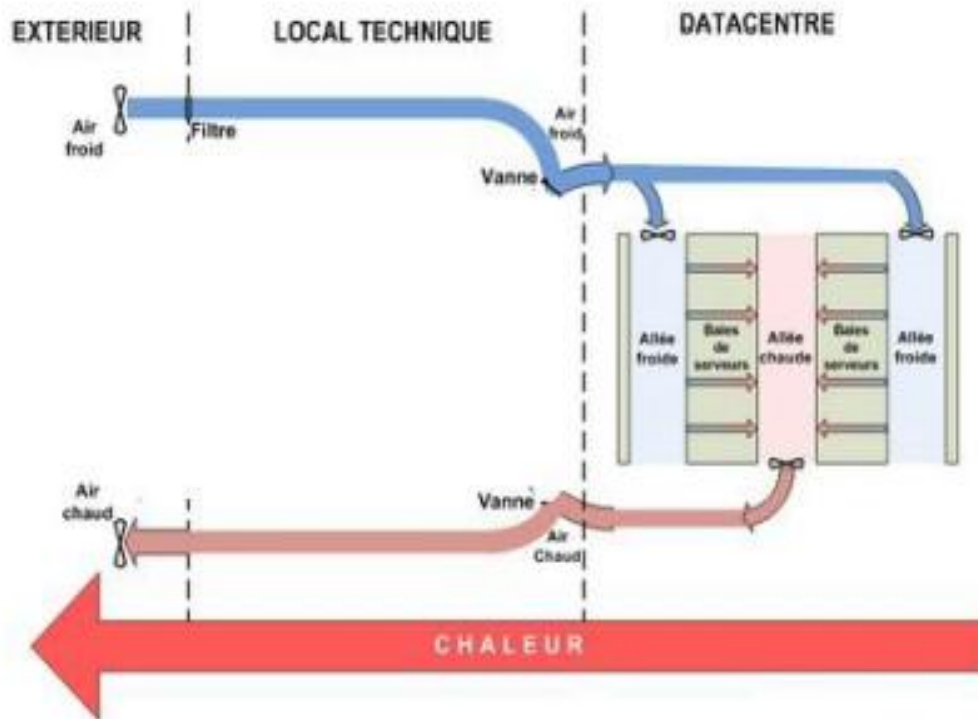 EXTERIEUR
LOCAL TECHNIQUE
DATACENTRE
Air
froid
Filtre
Air
froid
Vanne
Allée
froide
Baies
de
serveurs
Allée
chaude
Baies
de
serveurs
Allée
froide
Air
chaud
Vanne
Air
Chaud
CHALEUR